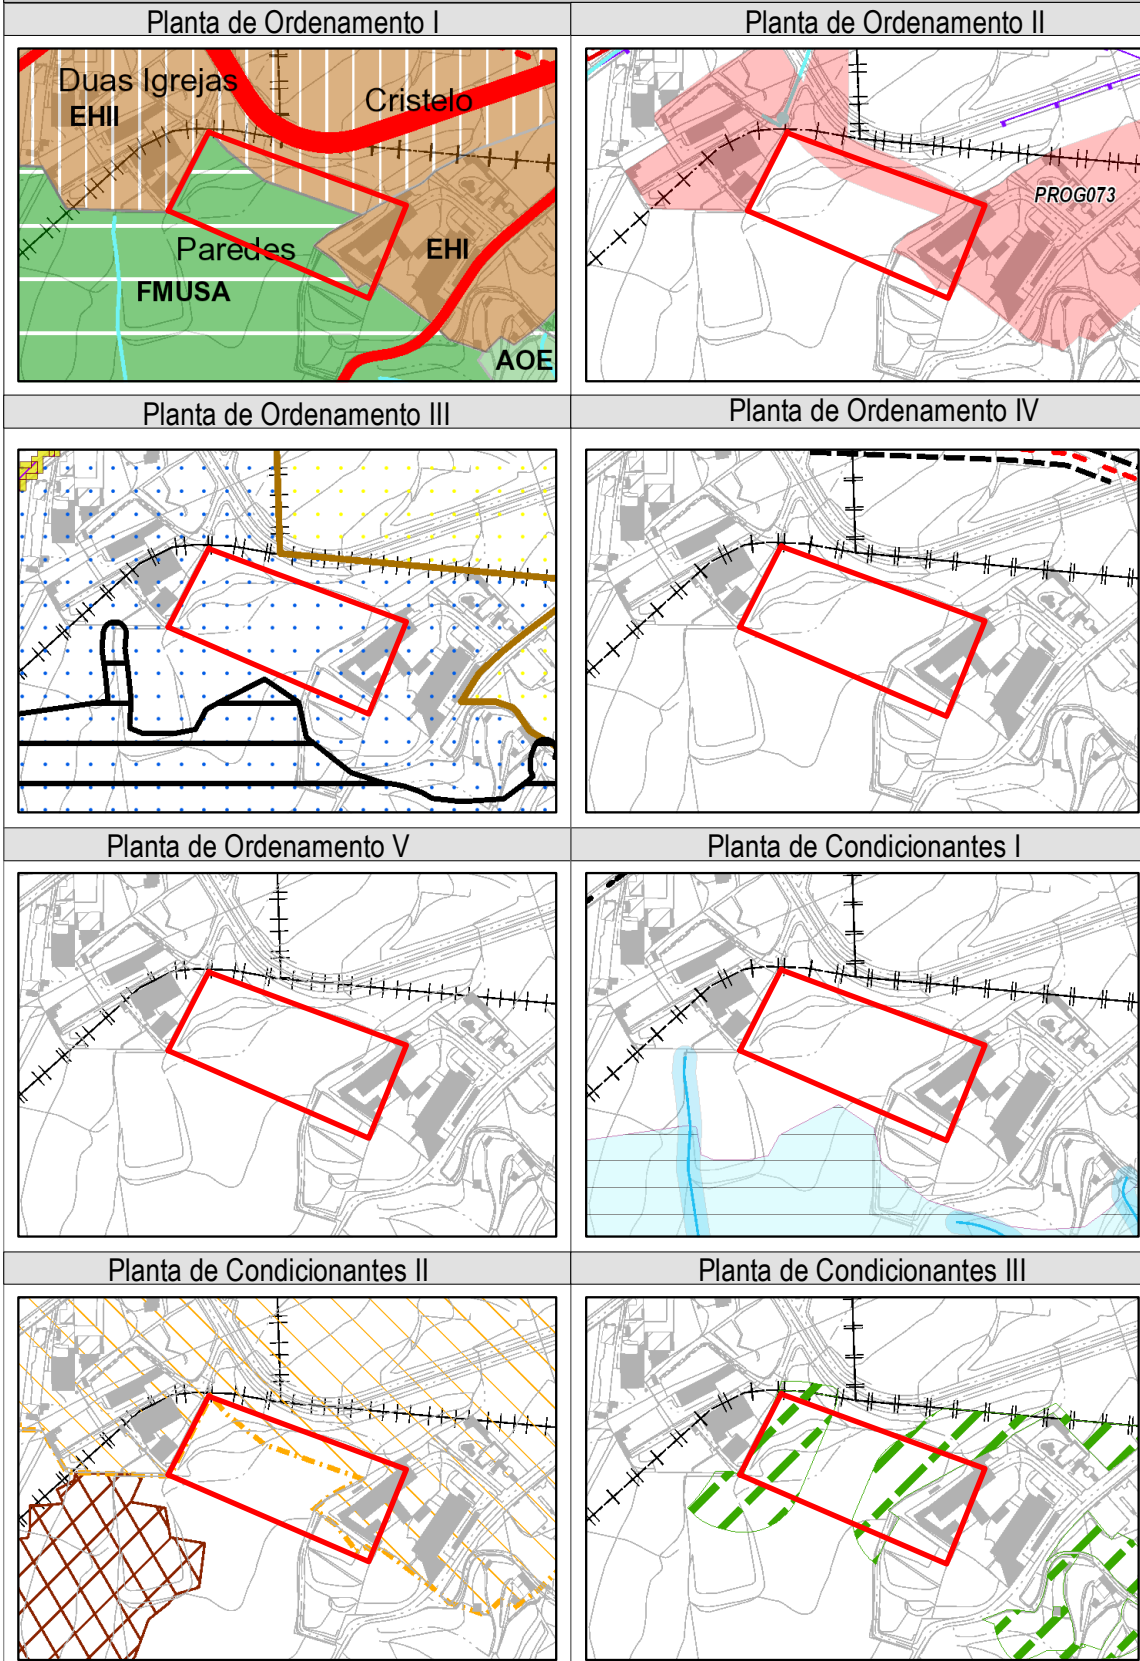 Planta de Ordenamento I
Planta de Ordenamento II
Duas Igrejas
EHII
Cristelo
Paredes
EHI
FMUSA
AOE
PROG073
Planta de Ordenamento III
Planta de Ordenamento IV
Planta de Ordenamento V
Planta de Condicionantes I
Planta de Condicionantes II
Planta de Condicionantes III